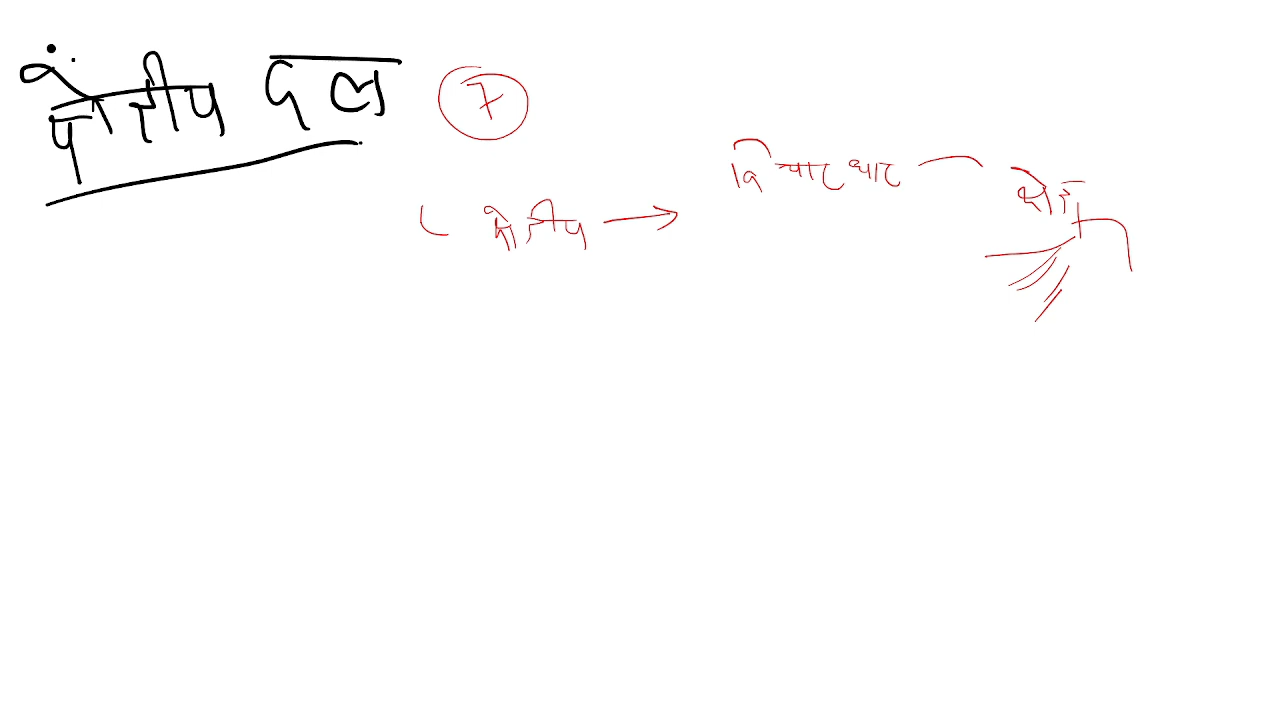 क्षेत्रीय दल 7
क्षेत्रीय → विचारधारा क्षेत्र